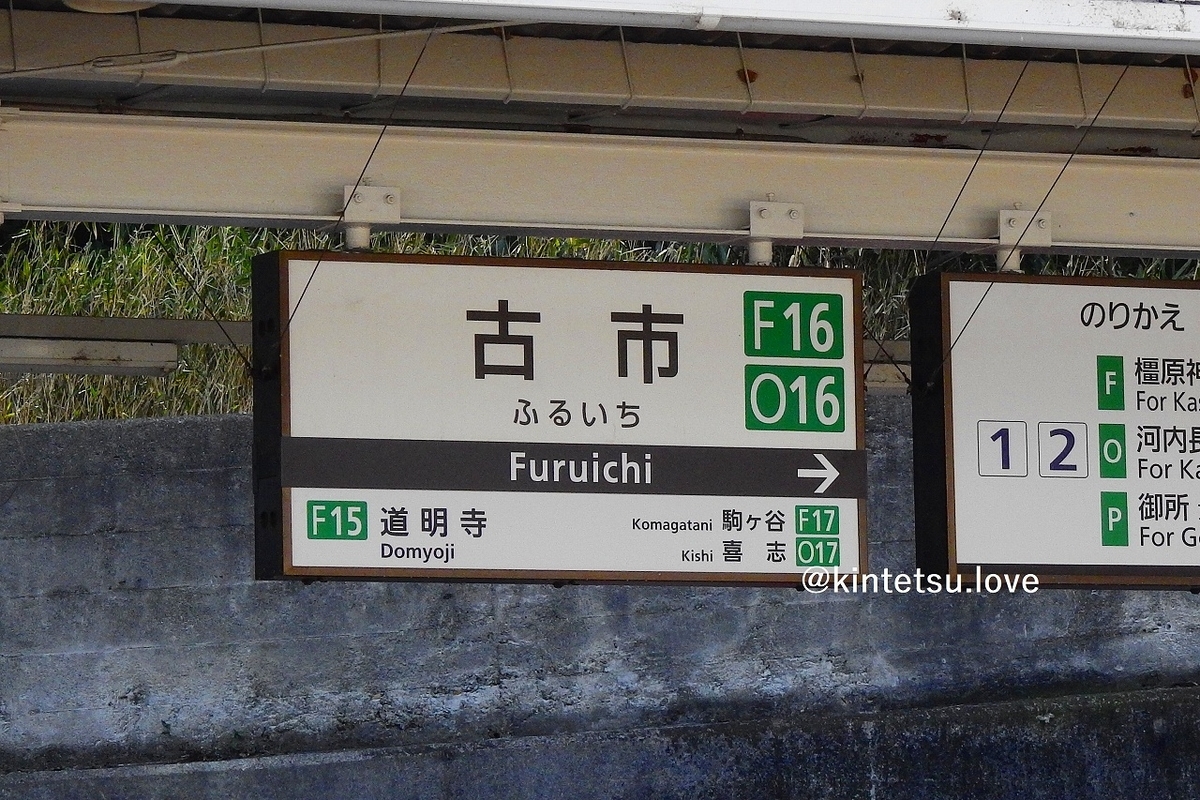 古市
F16
O16
ふるいち
Furuichi →
F15 道明寺
Domyoji
Komagatani 駒ヶ谷 F17
Kishi 喜志 O17
のりかえ
1 2
F 橿原神
For Kas
O 河内長
For Ka
P 御所
For Go
@kintetsu.love